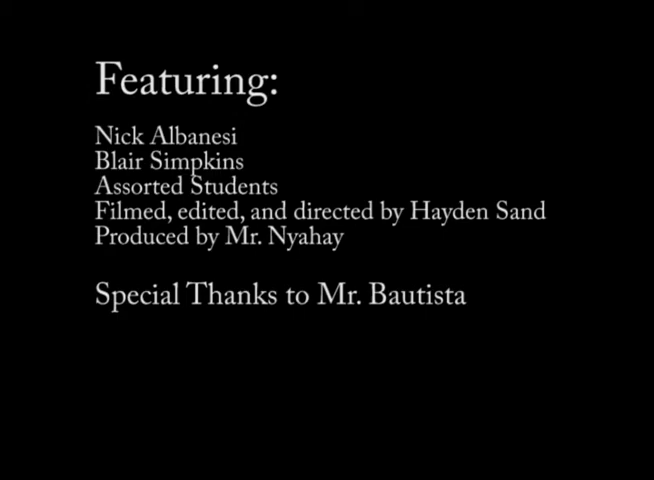 Featuring:
Nick Albanesi
Blair Simpkins
Assorted Students
Filmed, edited, and directed by Hayden Sand
Produced by Mr. Nyahay
Special Thanks to Mr. Bautista